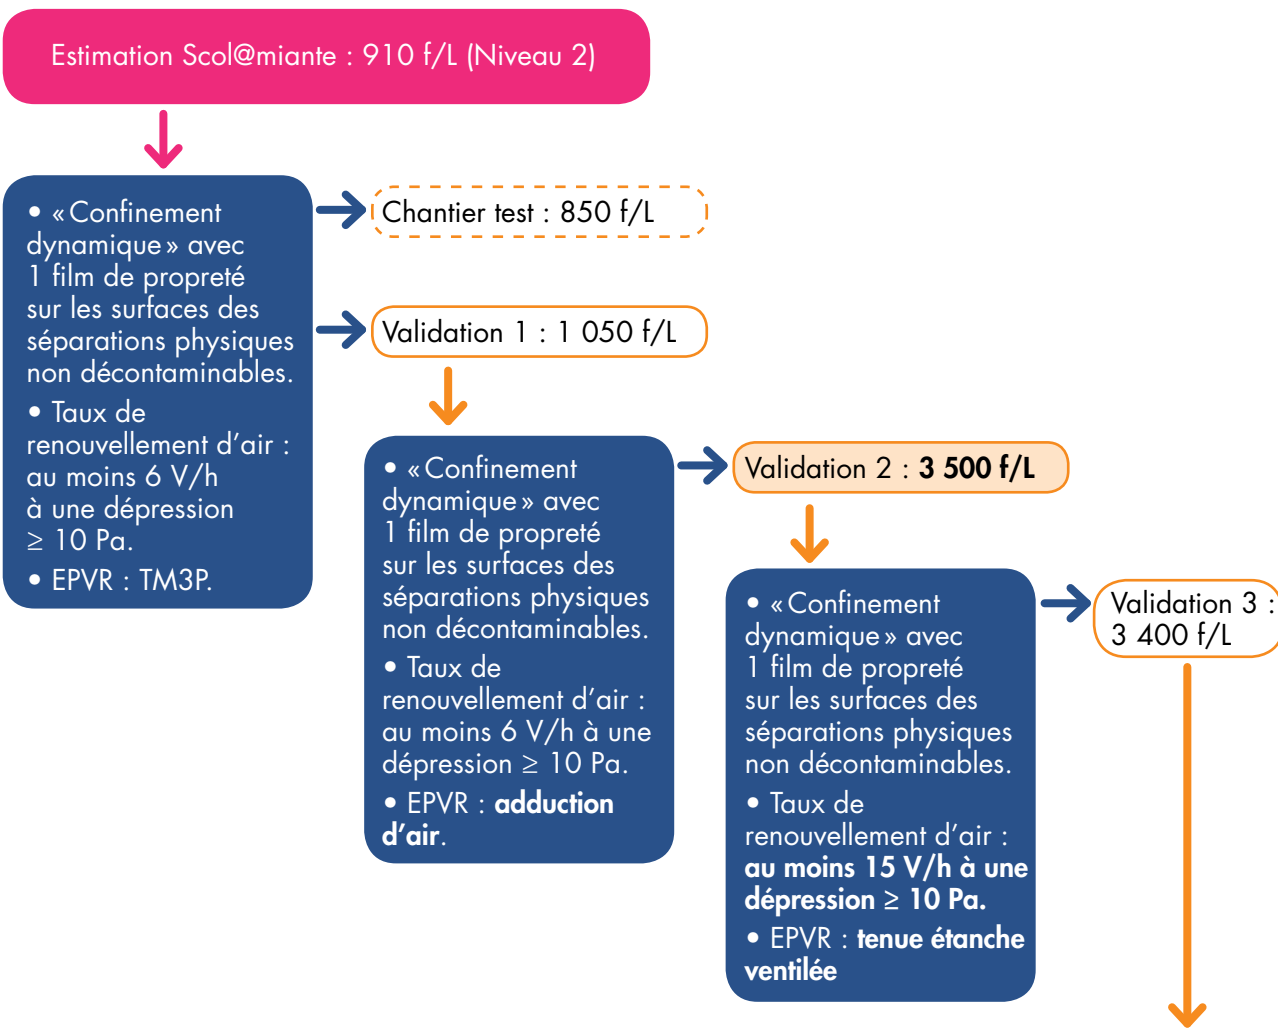 Estimation Scol@miante : 910 f/L (Niveau 2)
• « Confinement
dynamique » avec
1 film de propreté
sur les surfaces des
séparations physiques
non décontaminables.
• Taux de
renouvellement d’air :
au moins 6 V/h
à une dépression
≥ 10 Pa.
• EPVR : TM3P.
Chantier test : 850 f/L
Validation 1 : 1 050 f/L
• « Confinement
dynamique » avec
1 film de propreté
sur les surfaces des
séparations physiques
non décontaminables.
• Taux de
renouvellement d’air :
au moins 6 V/h à une
dépression ≥ 10 Pa.
• EPVR : adduction
d’air.
Validation 2 : 3 500 f/L
• « Confinement
dynamique » avec
1 film de propreté
sur les surfaces des
séparations physiques
non décontaminables.
• Taux de
renouvellement d’air :
au moins 15 V/h à une
dépression ≥ 10 Pa.
• EPVR : tenue étanche
ventilée
Validation 3 :
3 400 f/L